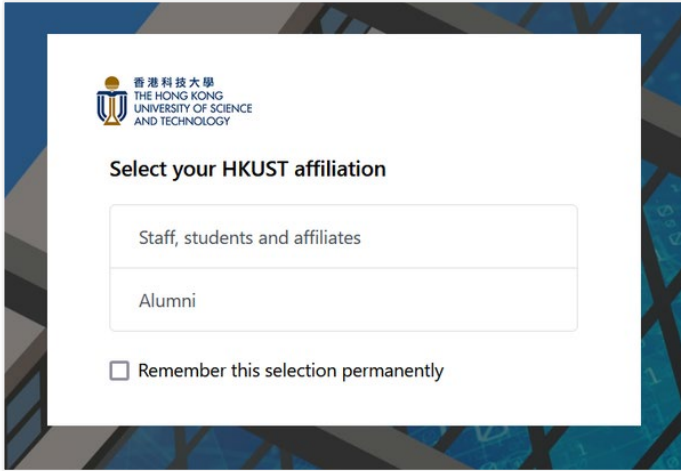 香港科技大學
THE HONG KONG
UNIVERSITY OF SCIENCE
AND TECHNOLOGY
Select your HKUST affiliation
Staff, students and affiliates
Alumni
Remember this selection permanently